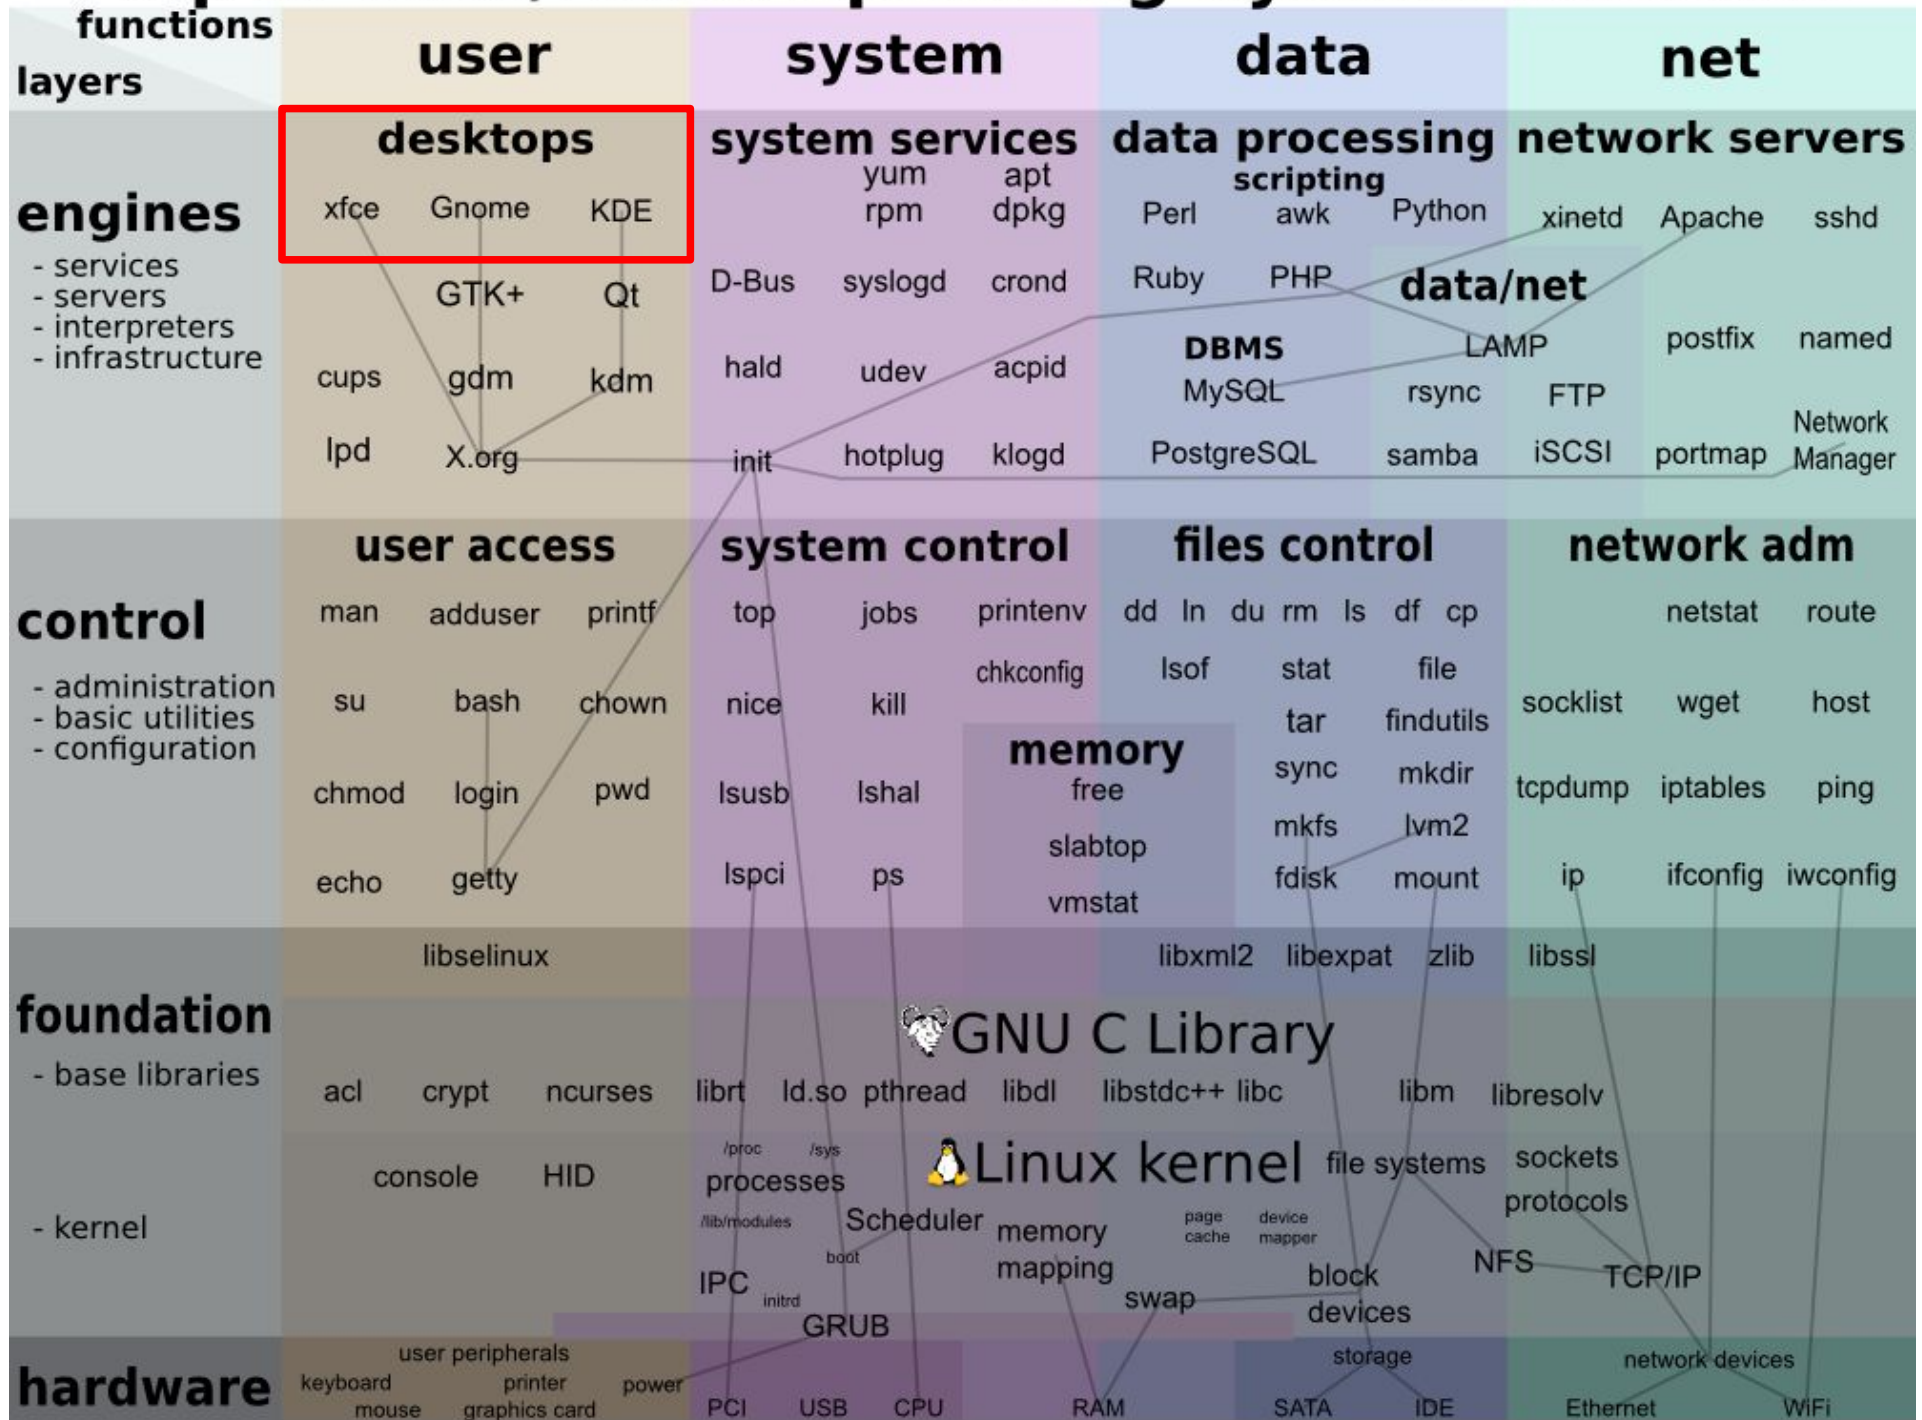 functions
layers
user
system
data
net
engines
- services
- servers
- interpreters
- infrastructure
desktops
xfce Gnome KDE
GTK+ Qt
cups gdm kdm
lpd X.org
system services
yum apt
rpm dpkg
D-Bus syslogd crond
hald udev acpid
init hotplug klogd
data processing
scripting
Perl awk Python
Ruby PHP
data/net
DBMS LAMP
MySQL rsync FTP
PostgreSQL samba iSCSI
network servers
xinetd Apache sshd
postfix named
portmap Network
Manager
control
- administration
- basic utilities
- configuration
user access
man adduser printf
su bash chown
chmod login pwd
echo getty
system control
top jobs printenv
chkconfig
nice kill
lsusb lshal
lspci ps
memory
free
slabtop
vmstat
files control
dd ln du rm ls df cp
lsof stat file
tar findutils
sync mkdir
mkfs lvm2
fdisk mount
network adm
netstat route
socklist wget host
tcpdump iptables ping
ip ifconfig iwconfig
foundation
- base libraries
- kernel
libselinux
libxml2 libexpat zlib libssl
GNU C Library
acl crypt ncurses librt ld.so pthread libdl libstdc++ libc libm libresolv
Linux kernel
console HID
/proc /sys
processes
/lib/modules
Scheduler
boot
IPC
initrd
GRUB
memory
mapping
page
cache
device
mapper
swap
file systems
block
devices
sockets
protocols
NFS TCP/IP
hardware
user peripherals
keyboard printer power
mouse graphics card
PCI USB CPU RAM
storage
SATA IDE
network devices
Ethernet WiFi